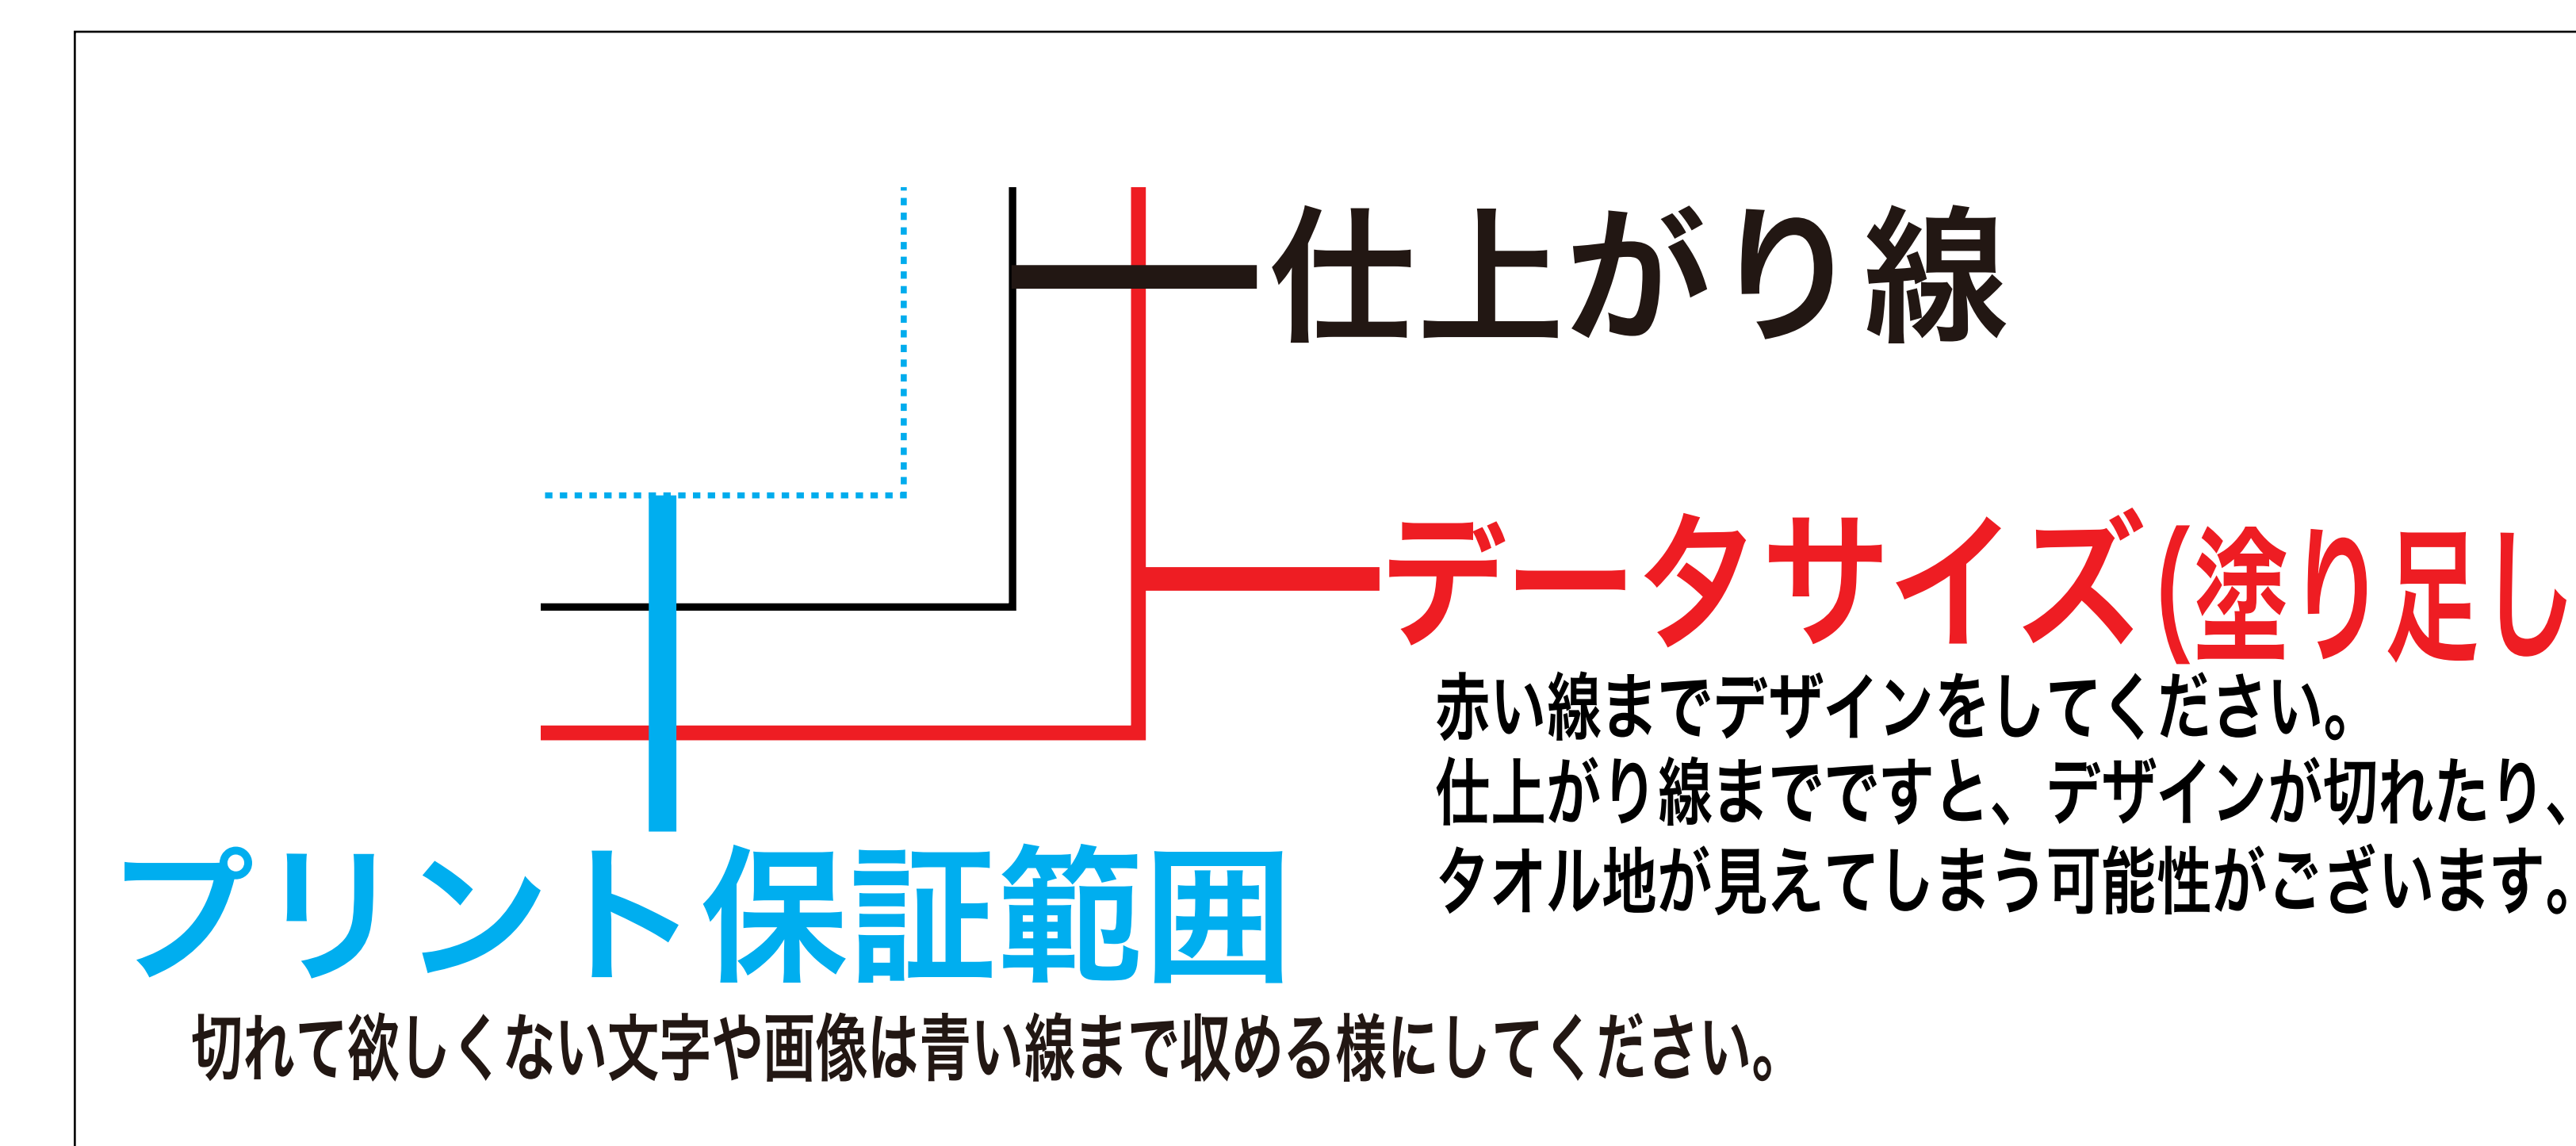 仕上がり線
データサイズ(塗り足し
赤い線までデザインをしてください。
仕上がり線まででですと、デザインが切れたり、
タオル地が見えてしまう可能性がございます。
プリント保証範囲
切れて欲しくない文字や画像は青い線まで収める様にしてください。